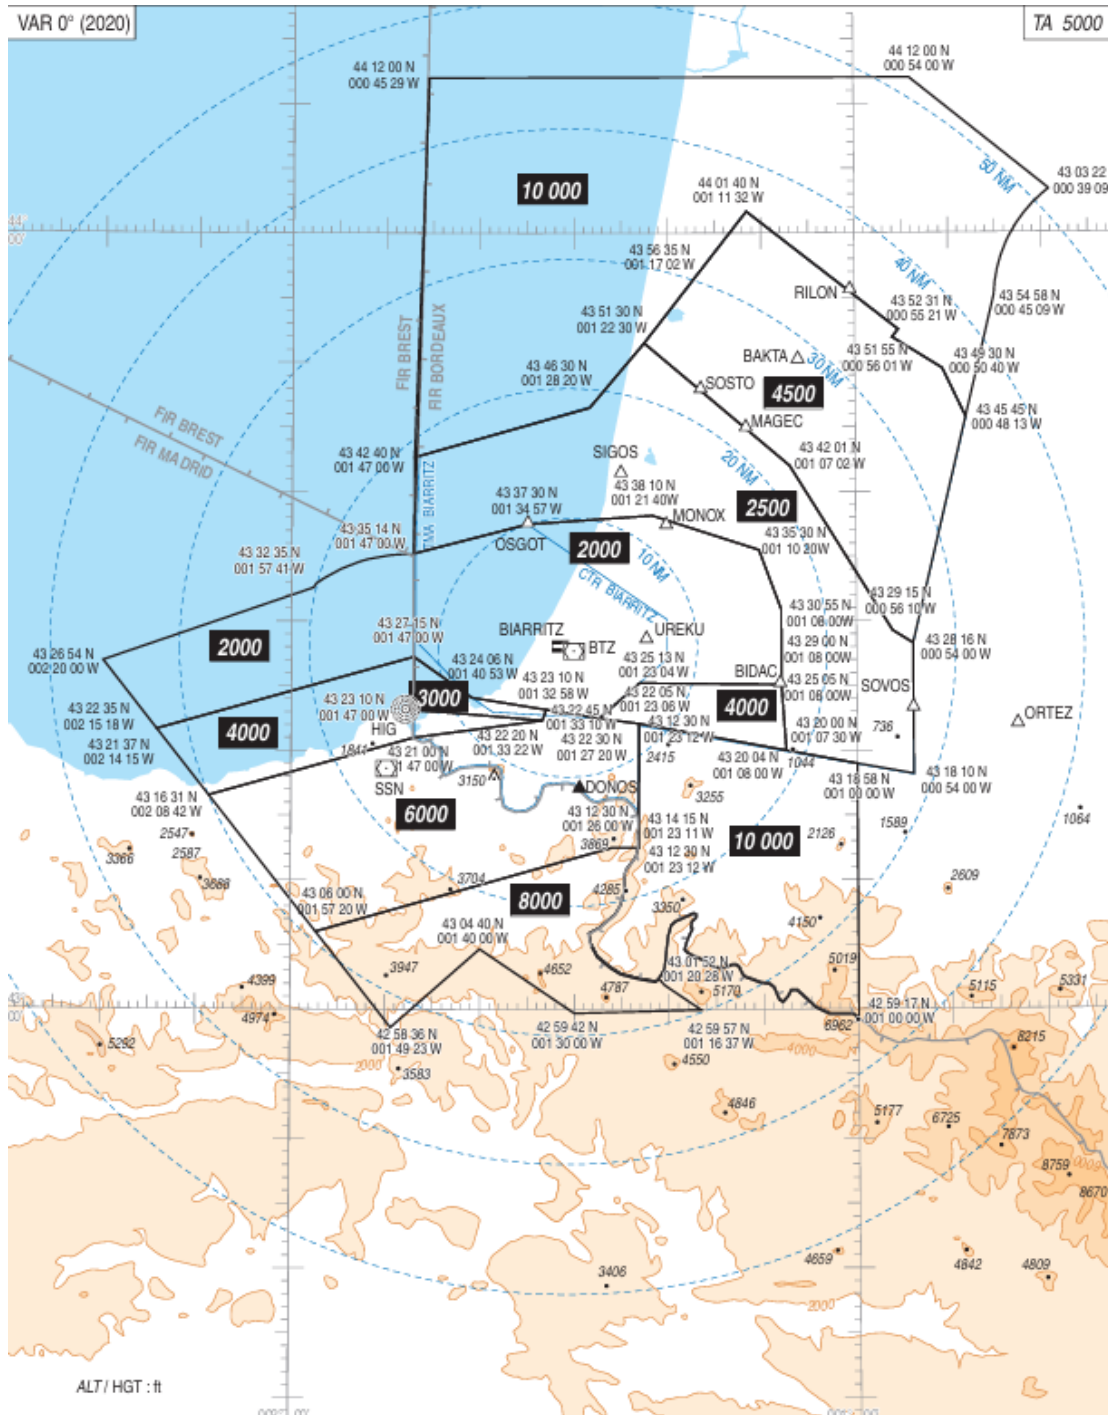 VAR 0° (2020)
TA 5000
44 12 00 N
000 45 29 W
44 12 00 N
000 54 00 W
50 NM
43 03 22
000 39 09
10 000
44 01 40 N
001 11 32 W
44°
00'
43 56 35 N
001 17 02 W
40 NM
RILON
43 52 31 N
000 55 21 W
43 54 58 N
000 45 09 W
43 51 30 N
001 22 30 W
FIR BREST
FIR BORDEAUX
BAKTA
30 NM
43 51 55 N
000 56 01 W
43 49 30 N
000 50 40 W
43 46 30 N
001 28 20 W
SOSTO
4500
43 45 45 N
000 48 13 W
FIR BREST
FIR MADRID
MAGEC
43 42 40 N
001 47 00 W
SIGOS
43 42 01 N
001 07 02 W
20 NM
TMA BIARRITZ
43 38 10 N
001 21 40W
43 37 30 N
001 34 57 W
2500
MONOX
43 35 14 N
001 47 00 W
OSGOT
2000
43 35 30 N
001 10 20W
43 32 35 N
001 57 41 W
10 NM
CTR BIARRITZ
43 29 15 N
000 56 10 W
43 30 55 N
001 08 00W
43 27 15 N
001 47 00 W
BIARRITZ
BTZ
UREKU
43 29 00 N
001 08 00W
43 28 16 N
000 54 00 W
2000
43 26 54 N
002 20 00 W
43 24 06 N
001 40 53 W
43 25 13 N
001 23 04 W
BIDAC
43 25 05 N
001 08 00W
SOVOS
43 23 10 N
001 32 58 W
3000
43 23 10 N
001 47 00 W
43 22 05 N
001 23 06 W
4000
ORTEZ
43 22 35 N
002 15 18 W
4000
HIG
43 22 45 N
001 33 10 W
43 12 30 N
001 23 12 W
43 20 00 N
001 07 30 W
736
43 21 37 N
002 14 15 W
1841
43 21 00 N
1 47 00 W
43 22 20 N
001 33 22 W
43 22 30 N
001 27 20 W
2415
43 20 04 N
001 08 00 W
1044
43 18 58 N
001 00 00 W
43 18 10 N
000 54 00 W
SSN
3150
DONOS
3255
43 16 31 N
002 08 42 W
6000
43 12 30 N
001 26 00 W
43 14 15 N
001 23 11 W
10 000
1064
2547
3366
2587
3688
3869
43 12 30 N
001 23 12 W
2126
1589
3704
4285
3350
2609
43 06 00 N
001 57 20 W
8000
4150
43 04 40 N
001 40 00 W
43 01 52 N
001 20 28 W
3947
4652
4787
5170
5019
5115
5331
4399
4974
43°
00'
42 58 36 N
001 49 23 W
42 59 42 N
001 30 00 W
42 59 57 N
001 16 37 W
42 59 17 N
001 00 00 W
6962
5292
2000
3583
4550
4000
8215
4846
5177
6725
7873
8759
8670
4659
4842
4809
3406
2000
ALT / HGT : ft